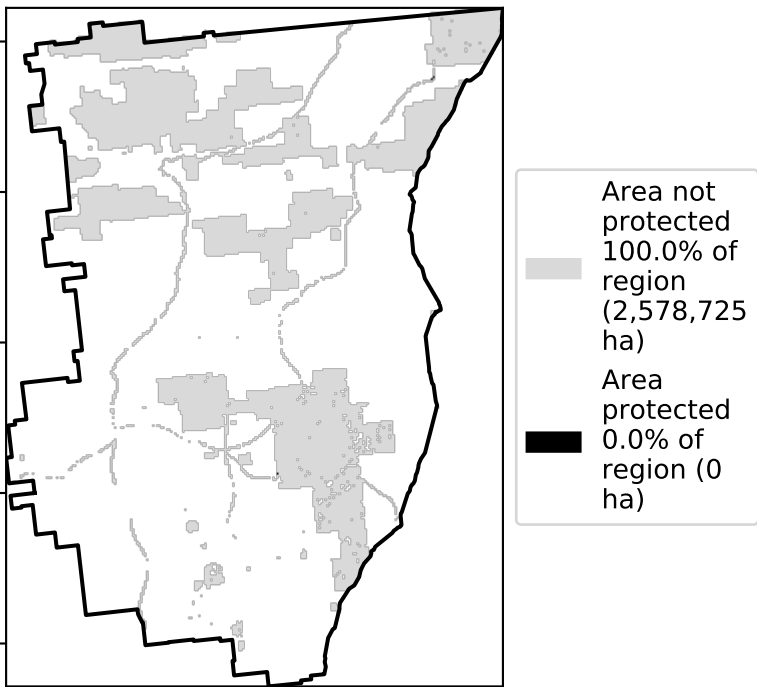 Area not
protected
100.0% of
region
(2,578,725
ha)
Area
protected
0.0% of
region (0
ha)